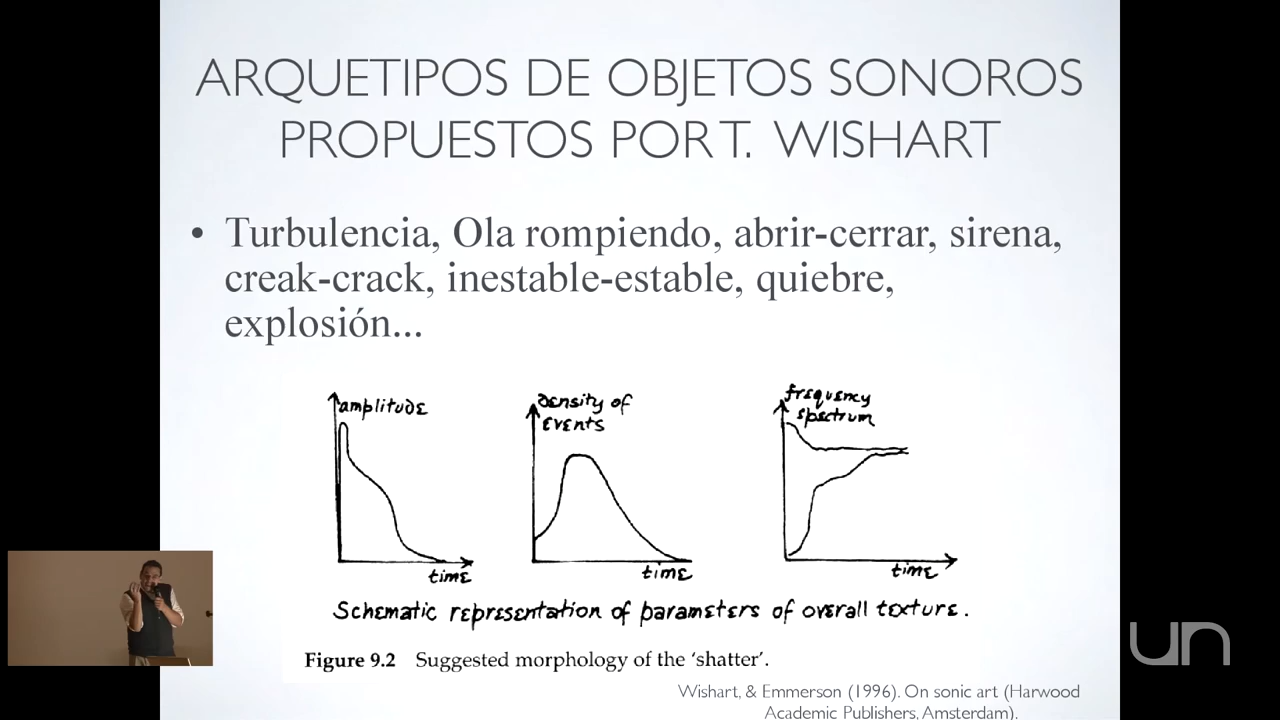 ARQUETIPOS DE OBJETOS SONOROS
PROPUESTOS POR T. WISHART
• Turbulencia, Ola rompiendo, abrir-cerrar, sirena,
creak-crack, inestable-estable, quiebre,
explosión...
amplitude
time
density of
events
time
frequency
spectrum
time
Schematic representation of parameters of overall texture.
Figure 9.2 Suggested morphology of the 'shatter'.
Wishart, & Emmerson (1996). On sonic art (Harwood
Academic Publishers, Amsterdam).
un